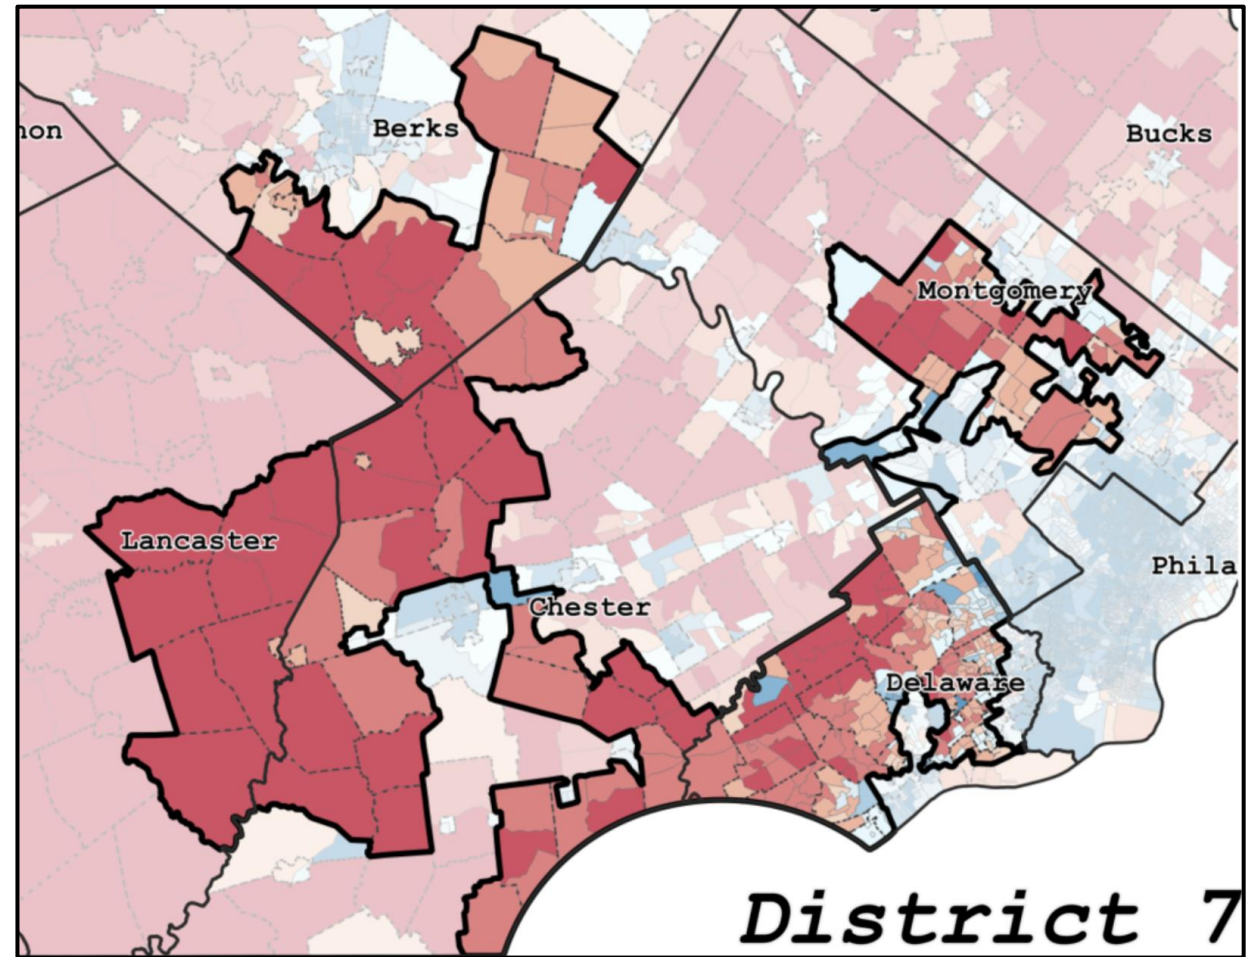 non
Berks
Bucks
Montgomery
Lancaster
Phila
Chester
Delaware
District 7